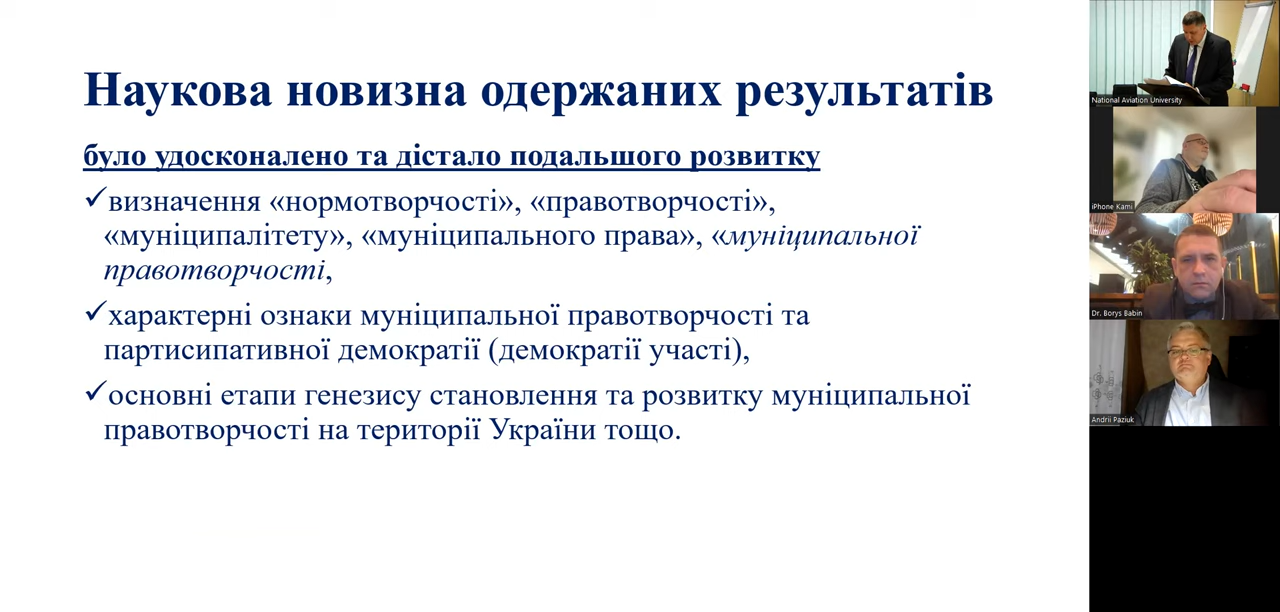 Наукова новизна одержаних результатів
було удосконалено та дістало подальшого розвитку
✓визначення «нормотворчості», «правотворчості»,
«муніципалітету», «муніципального права», «муніципальної
правотворчості,
✓характерні ознаки муніципальної правотворчості та
партисипативної демократії (демократії участі),
✓основні етапи генезису становлення та розвитку муніципальної
правотворчості на території України тощо.
National Aviation University
iPhone Kami
Dr. Borys Babin
Andrii Paziuk